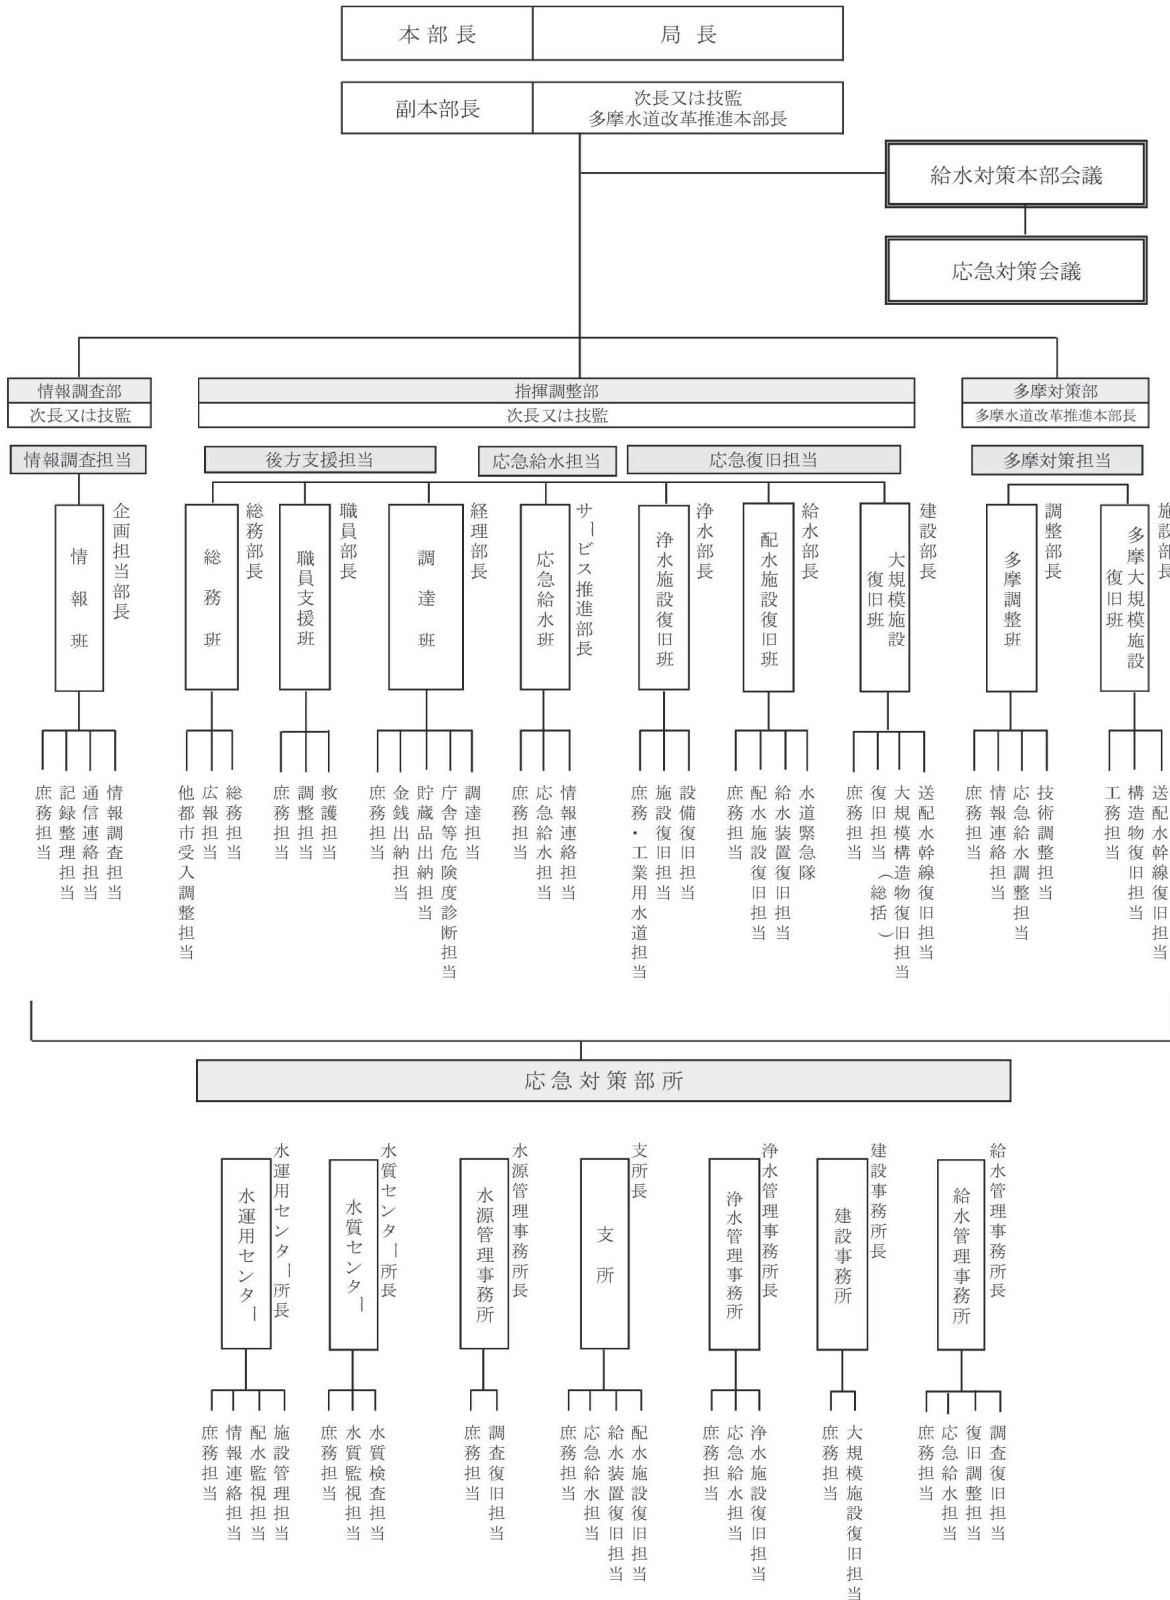 本部長
局長
副本部長
次長又は技監
多摩水道改革推進本部長
給水対策本部会議
応急対策会議
情報調査部
次長又は技監
指揮調整部
次長又は技監
多摩対策部
多摩水道改革推進本部長
情報調査担当
後方支援担当
応急給水担当
応急復旧担当
多摩対策担当
情報班
企画担当部長
総務班
総務部長
職員支援班
職員部長
調達班
経理部長
応急給水班
サービス推進部長
浄水施設復旧班
浄水部長
配水施設復旧班
給水部長
大規模施設
復旧班
建設部長
多摩調整班
調整部長
多摩大規模施設
復旧班
施設部長
庶務担当
記録整理担当
通信連絡担当
情報調査担当
他都市受入調整担当
広報担当
総務担当
庶務担当
調整担当
救護担当
庶務担当
金銭出納担当
貯蔵品出納担当
庁舎等危険度診断担当
調達担当
庶務担当
応急給水担当
情報連絡担当
庶務・工業用水道担当
施設復旧担当
設備復旧担当
庶務担当
配水施設復旧担当
給水装置復旧担当
水道緊急隊
庶務担当
復旧担当（総括）
大規模構造物復旧担当
送配水幹線復旧担当
庶務担当
情報連絡担当
応急給水調整担当
技術調整担当
工務担当
構造物復旧担当
送配水幹線復旧担当
応急対策部所
水運用センター
水運用センター所長
水質センター
水質センター所長
水源管理事務所
水源管理事務所長
支所
支所長
浄水管理事務所
浄水管理事務所長
建設事務所
建設事務所長
給水管理事務所
給水管理事務所長
庶務担当
情報連絡担当
配水監視担当
施設管理担当
庶務担当
水質監視担当
水質検査担当
庶務担当
調査復旧担当
庶務担当
応急給水担当
給水装置復旧担当
配水施設復旧担当
庶務担当
応急給水担当
浄水施設復旧担当
庶務担当
大規模施設復旧担当
庶務担当
応急給水担当
復旧調整担当
調査復旧担当